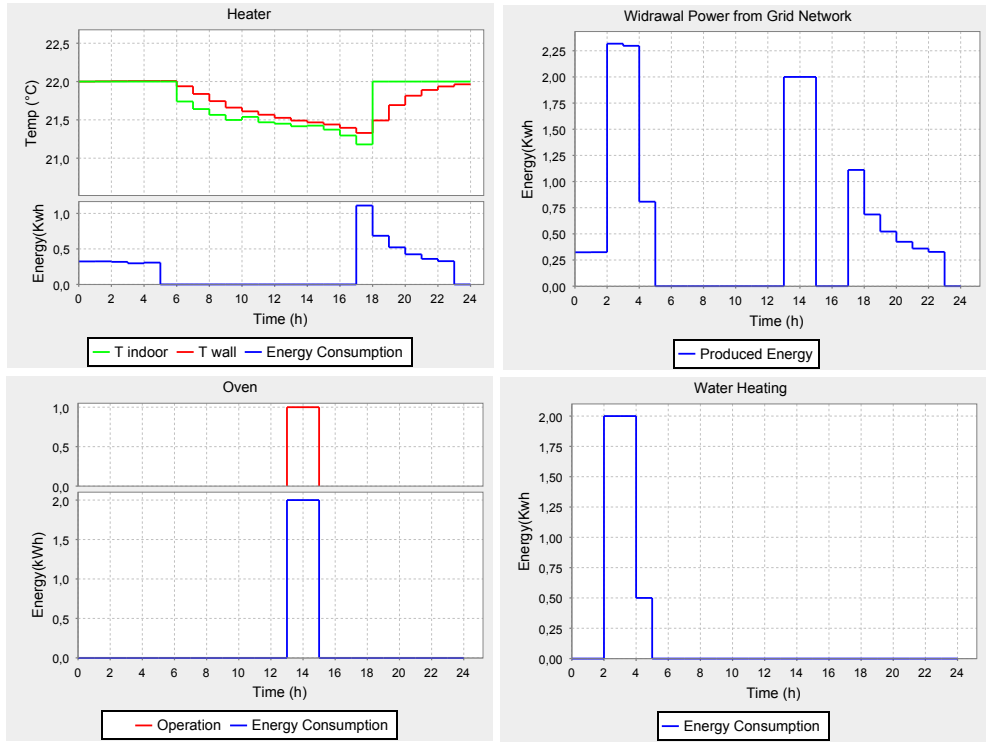 Heater
22,5
22,0
21,5
21,0
Temp (°C)
1,0
0,5
0,0
Energy(Kwh
0 2 4 6 8 10 12 14 16 18 20 22 24
Time (h)
T indoor T wall Energy Consumption
Widrawal Power from Grid Network
2,25
2,00
1,75
1,50
1,25
1,00
0,75
0,50
0,25
0,00
Energy(Kwh
0 2 4 6 8 10 12 14 16 18 20 22 24
Time (h)
Produced Energy
Oven
1,0
0,5
0,0
2,0
1,5
1,0
0,5
0,0
Energy(kWh)
0 2 4 6 8 10 12 14 16 18 20 22 24
Time (h)
Operation Energy Consumption
Water Heating
2,00
1,75
1,50
1,25
1,00
0,75
0,50
0,25
0,00
Energy(Kwh
0 2 4 6 8 10 12 14 16 18 20 22 24
Time (h)
Energy Consumption